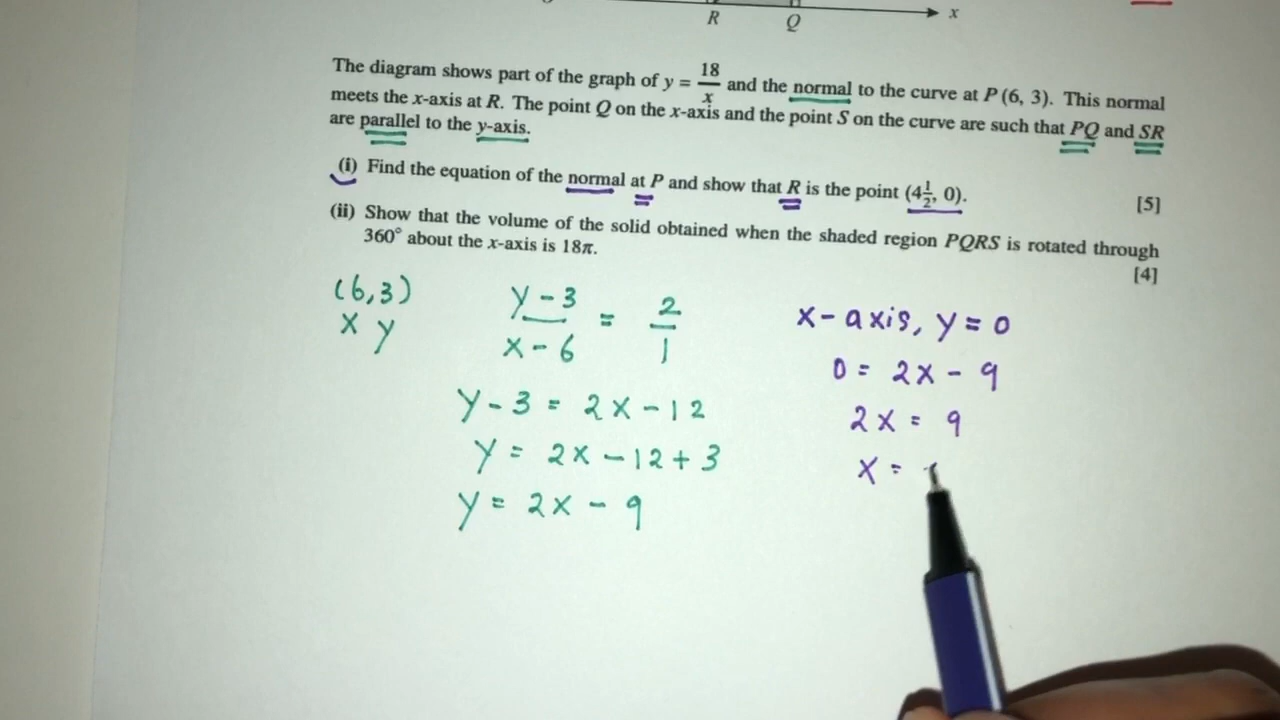 x
R Q
The diagram shows part of the graph of y = 18/x and the normal to the curve at P (6, 3). This normal
meets the x-axis at R. The point Q on the x-axis and the point S on the curve are such that PQ and SR
are parallel to the y-axis.
(i) Find the equation of the normal at P and show that R is the point (4½, 0). [5]
(ii) Show that the volume of the solid obtained when the shaded region PQRS is rotated through
360° about the x-axis is 18π. [4]
(6,3)
x y
y - 3 / x - 6 = 2 / 1
y - 3 = 2x - 12
y = 2x - 12 + 3
y = 2x - 9
x - axis, y = 0
0 = 2x - 9
2x = 9
x =